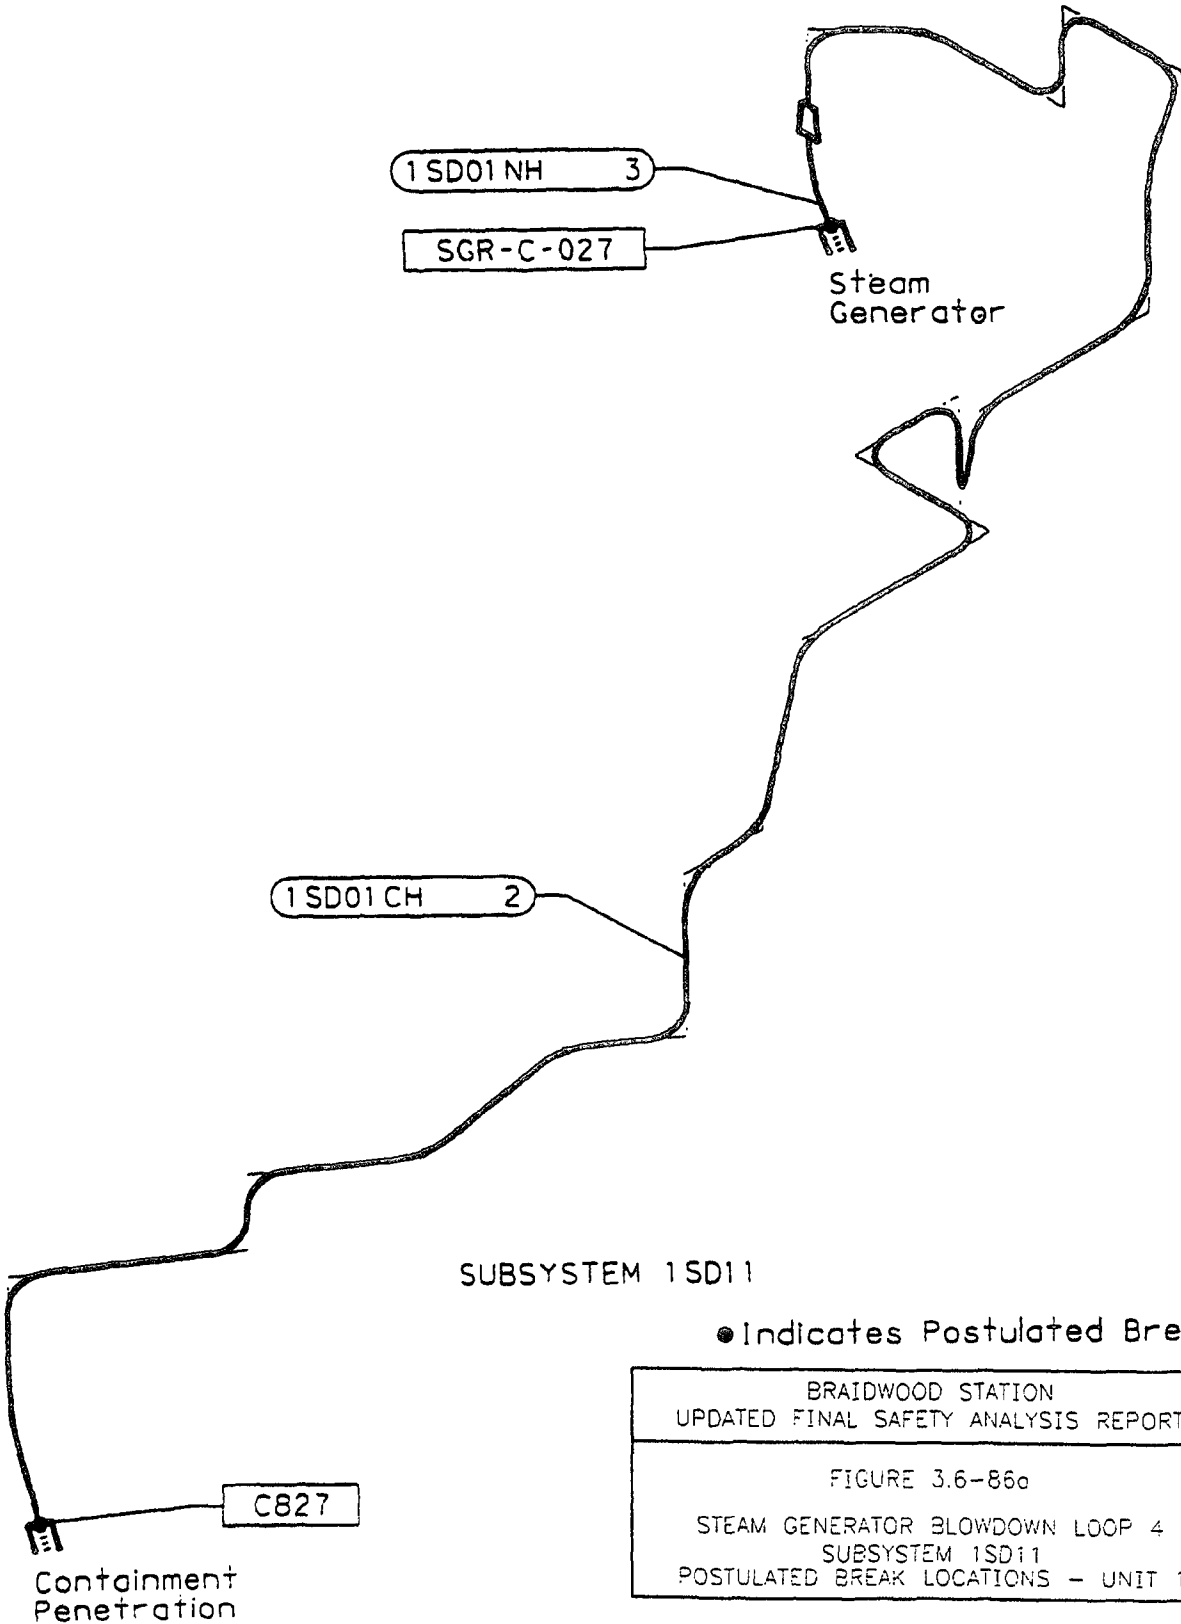 1SD01NH 3
SGR-C-027
Steam
Generator
1SD01CH 2
SUBSYSTEM 1SD11
Indicates Postulated Bre
BRAIDWOOD STATION
UPDATED FINAL SAFETY ANALYSIS REPORT
FIGURE 3.6-86a
STEAM GENERATOR BLOWDOWN LOOP 4
SUBSYSTEM 1SD11
POSTULATED BREAK LOCATIONS - UNIT 1
C827
Containment
Penetration